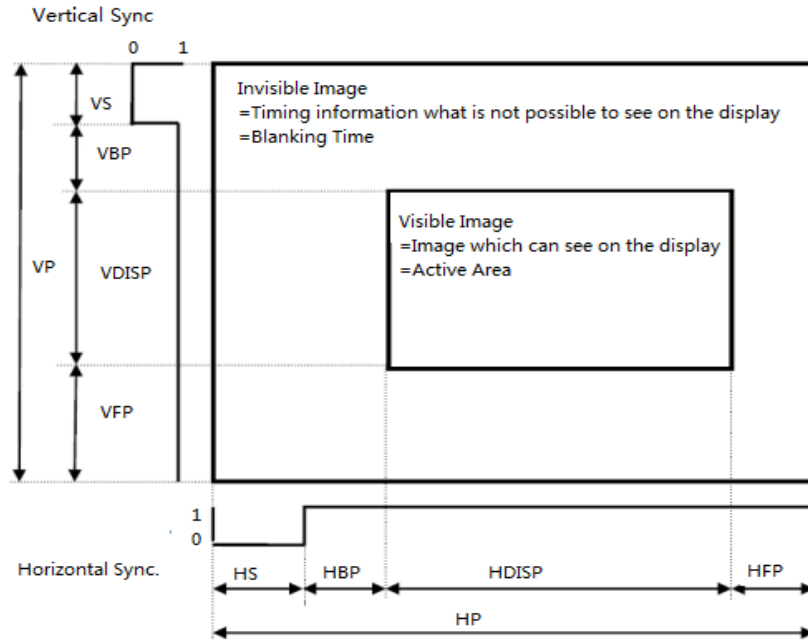 Vertical Sync
0 1
Invisible Image
=Timing information what is not possible to see on the display
=Blanking Time
VS
VBP
Visible Image
=Image which can see on the display
=Active Area
VP
VDISP
VFP
1
0
Horizontal Sync.
HS HBP HDISP HFP
HP